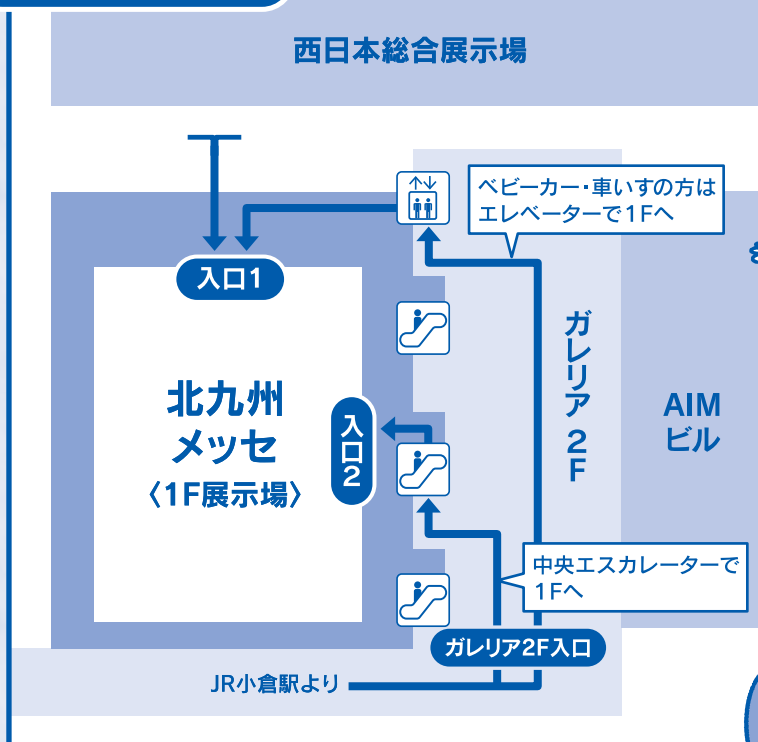 西日本総合展示場
ベビーカー・車いすの方は
エレベーターで1Fへ
入口1
ガレリア 2F
北九州
メッセ
〈1F展示場〉
入口2
AIM
ビル
中央エスカレーターで
1Fへ
ガレリア2F入口
JR小倉駅より